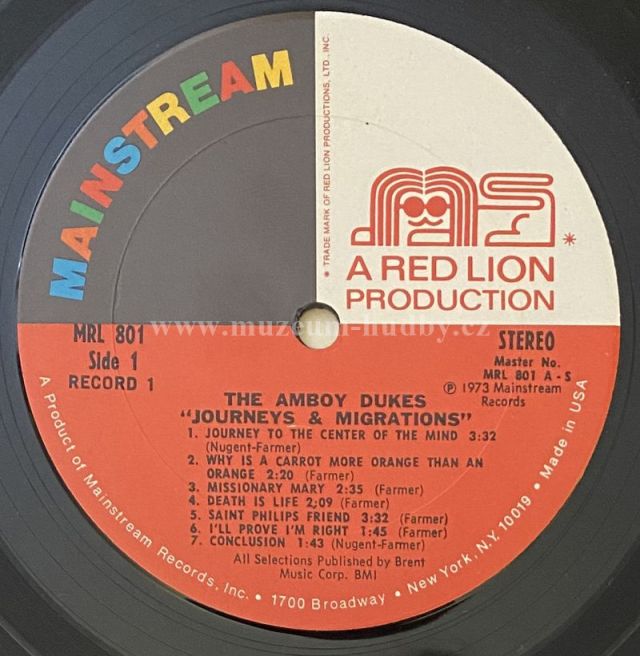 MAINSTREAM
* TRADE MARK OF RED LION PRODUCTIONS, LTD., INC.
*
A RED LION
PRODUCTION
www.muzeum-hudby.cz
MRL 801
Side 1
RECORD 1
STEREO
Master No.
MRL 801 A - S
Ⓟ 1973 Mainstream
Records
THE AMBOY DUKES
"JOURNEYS & MIGRATIONS"
1. JOURNEY TO THE CENTER OF THE MIND 3:32
(Nugent-Farmer)
2. WHY IS A CARROT MORE ORANGE THAN AN
ORANGE 2:20 (Farmer)
3. MISSIONARY MARY 2:35 (Farmer)
4. DEATH IS LIFE 2;09 (Farmer)
5. SAINT PHILIPS FRIEND 3:32 (Farmer)
6. I'LL PROVE I'M RIGHT 1:45 (Farmer)
7. CONCLUSION 1:43 (Nugent-Farmer)
All Selections Published by Brent
Music Corp. BMI
A Product of Mainstream Records, Inc. • 1700 Broadway • New York, N.Y. 10019 • Made in USA